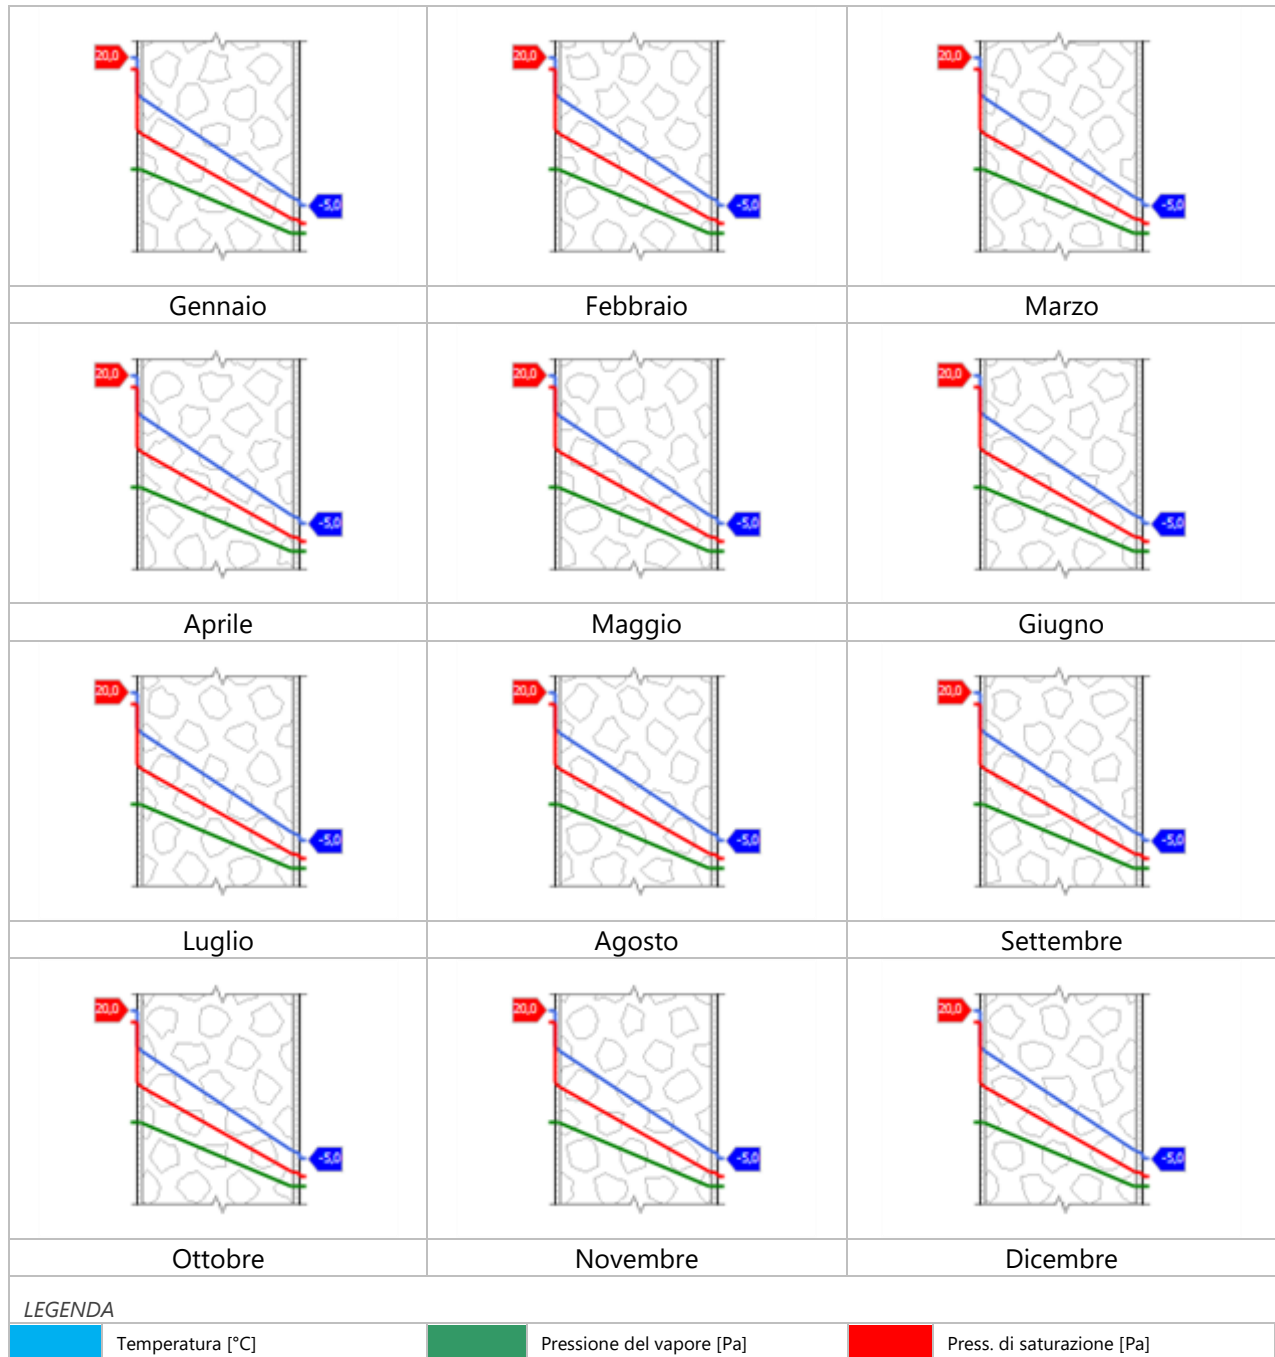 20,0 -5,0 20,0 -5,0 20,0 -5,0
Gennaio Febbraio Marzo
20,0 -5,0 20,0 -5,0 20,0 -5,0
Aprile Maggio Giugno
20,0 -5,0 20,0 -5,0 20,0 -5,0
Luglio Agosto Settembre
20,0 -5,0 20,0 -5,0 20,0 -5,0
Ottobre Novembre Dicembre
LEGENDA
Temperatura [°C] Pressione del vapore [Pa] Press. di saturazione [Pa]